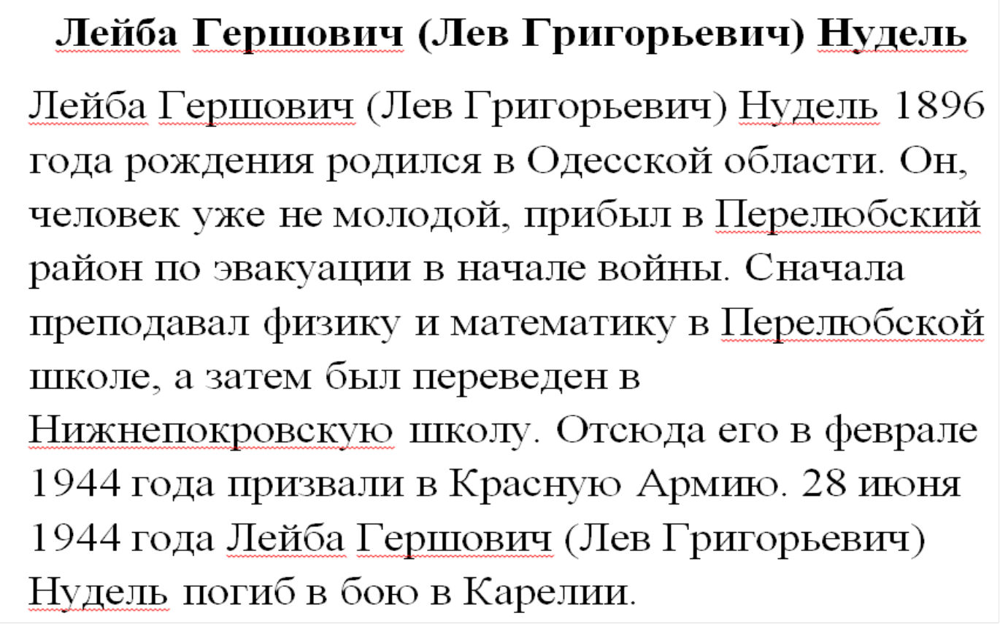 Лейба Гершович (Лев Григорьевич) Нудель
Лейба Гершович (Лев Григорьевич) Нудель 1896
года рождения родился в Одесской области. Он,
человек уже не молодой, прибыл в Перелюбский
район по эвакуации в начале войны. Сначала
преподавал физику и математику в Перелюбской
школе, а затем был переведен в
Нижнепокровскую школу. Отсюда его в феврале
1944 года призвали в Красную Армию. 28 июня
1944 года Лейба Гершович (Лев Григорьевич)
Нудель погиб в бою в Карелии.